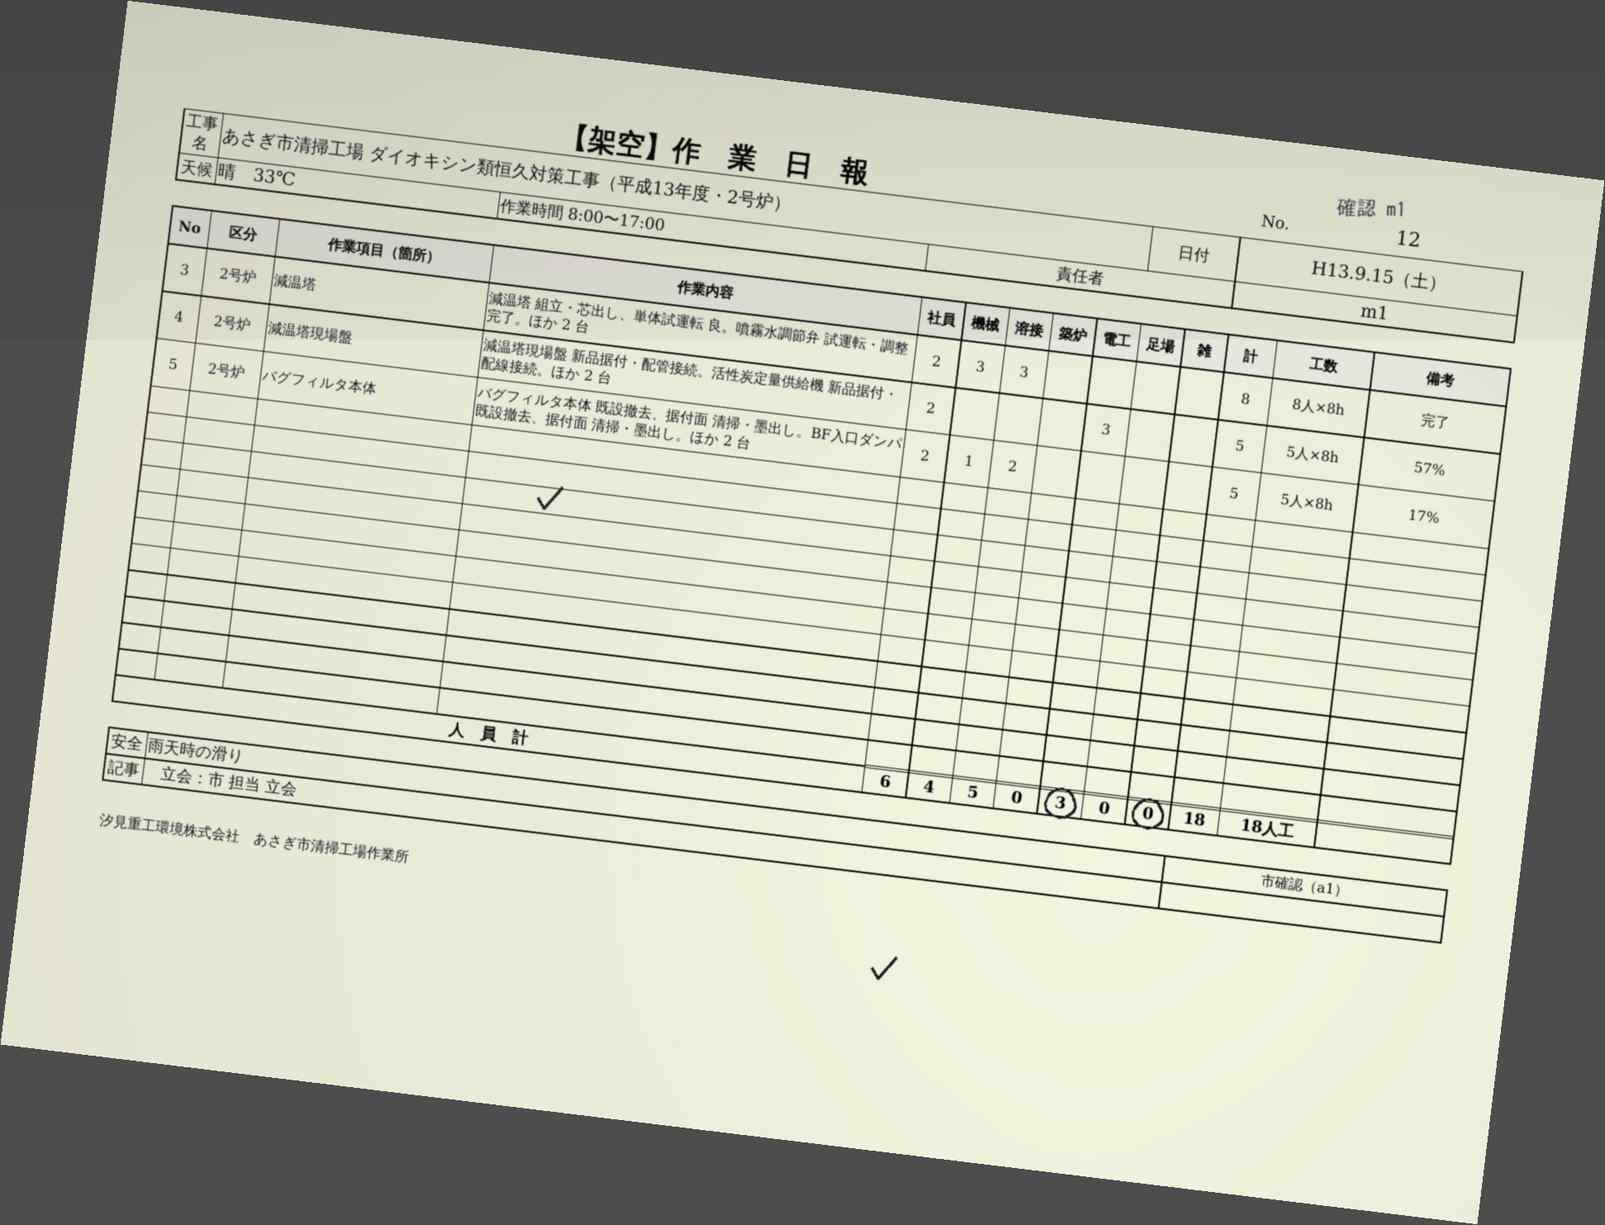 【架空】作　業　日　報
確認 m1
No. 12
工事名 あさぎ市清掃工場 ダイオキシン類恒久対策工事（平成13年度・2号炉） 日付 H13.9.15（土）
天候 晴　33℃ 作業時間 8:00〜17:00 責任者 m1
No 区分 作業項目（箇所） 作業内容 社員 機械 溶接 築炉 電工 足場 雑 計 工数 備考
3 2号炉 減温塔 減温塔 組立・芯出し、単体試運転 良。噴霧水調節弁 試運転・調整 2 3 3 8 8人×8h 完了
完了。ほか 2 台
4 2号炉 減温塔現場盤 減温塔現場盤 新品据付・配管接続。活性炭定量供給機 新品据付・ 2 3 5 5人×8h 57%
配線接続。ほか 2 台
5 2号炉 バグフィルタ本体 バグフィルタ本体 既設撤去、据付面 清掃・墨出し。BF入口ダンパ 2 1 2 5 5人×8h 17%
既設撤去、据付面 清掃・墨出し。ほか 2 台
人　員　計 6 4 5 0 3 0 0 18 18人工
安全 雨天時の滑り 市確認（a1）
記事 立会：市 担当 立会
汐見重工環境株式会社　あさぎ市清掃工場作業所